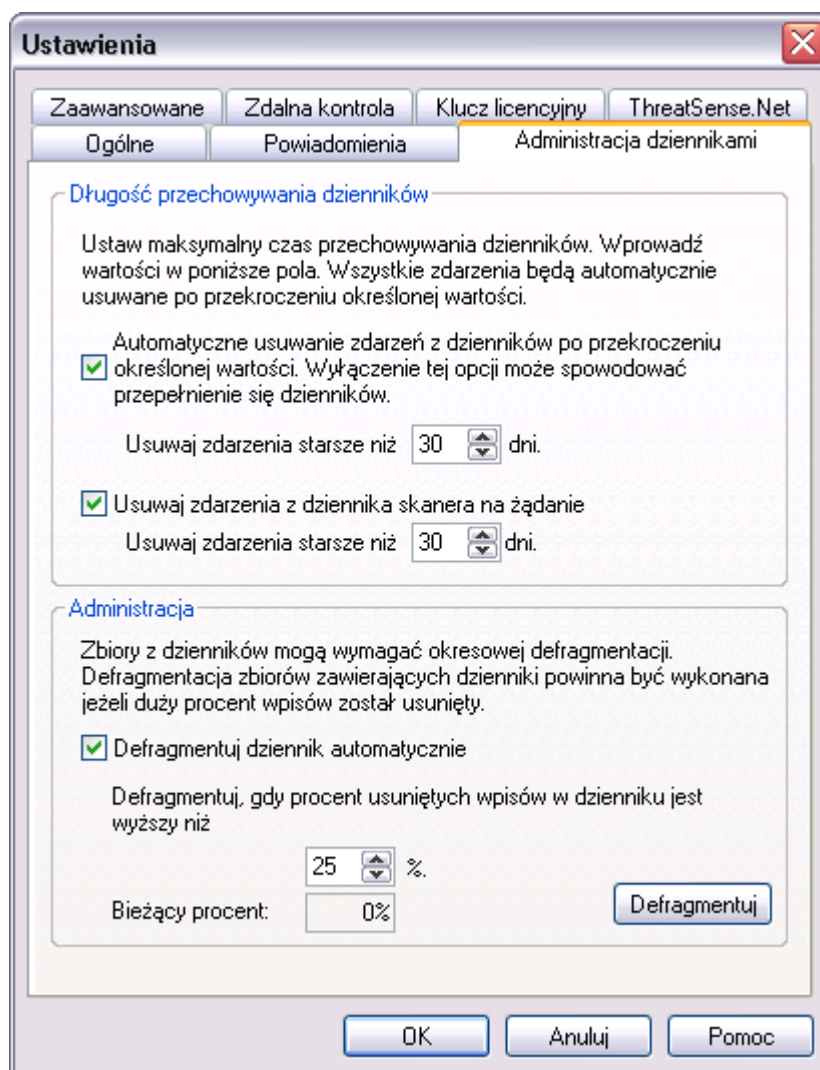 Ustawienia
Zaawansowane
Zdalna kontrola
Klucz licencyjny
ThreatSense.Net
Ogólne
Powiadomienia
Administracja dziennikami
Długość przechowywania dzienników
Ustaw maksymalny czas przechowywania dzienników. Wprowadź
wartości w poniższe pola. Wszystkie zdarzenia będą automatycznie
usuwane po przekroczeniu określonej wartości.
Automatyczne usuwanie zdarzeń z dzienników po przekroczeniu
określonej wartości. Wyłączenie tej opcji może spowodować
przepełnienie się dzienników.
Usuwaj zdarzenia starsze niż 30 dni.
Usuwaj zdarzenia z dziennika skanera na żądanie
Usuwaj zdarzenia starsze niż 30 dni.
Administracja
Zbiory z dzienników mogą wymagać okresowej defragmentacji.
Defragmentacja zbiorów zawierających dzienniki powinna być wykonana
jeżeli duży procent wpisów został usunięty.
Defragmentuj dziennik automatycznie
Defragmentuj, gdy procent usuniętych wpisów w dzienniku jest
wyższy niż
25 %.
Bieżący procent: 0%
Defragmentuj
OK
Anuluj
Pomoc